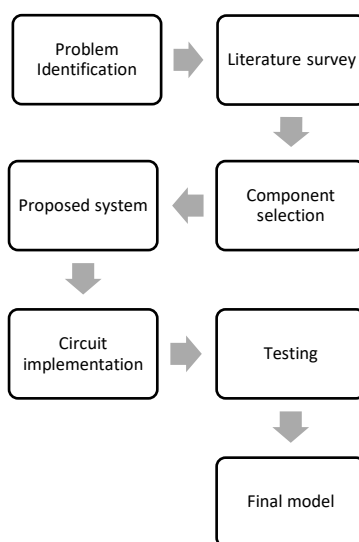 Problem
Identification
Literature survey
Component
selection
Proposed system
Circuit
implementation
Testing
Final model